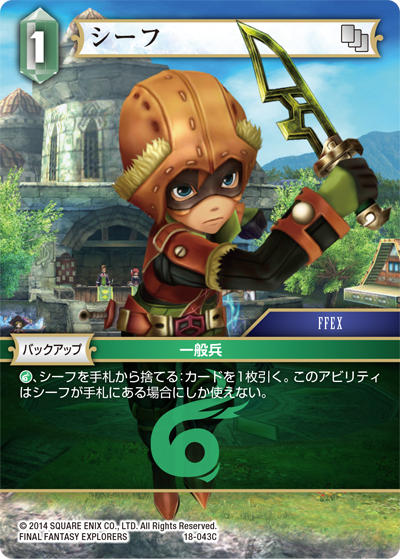 1
シーフ
FFEX
バックアップ
一般兵
、シーフを手札から捨てる:カードを1枚引く。このアビリティ
はシーフが手札にある場合にしか使えない。
© 2014 SQUARE ENIX CO., LTD. All Rights Reserved.
FINAL FANTASY EXPLORERS
18-043C